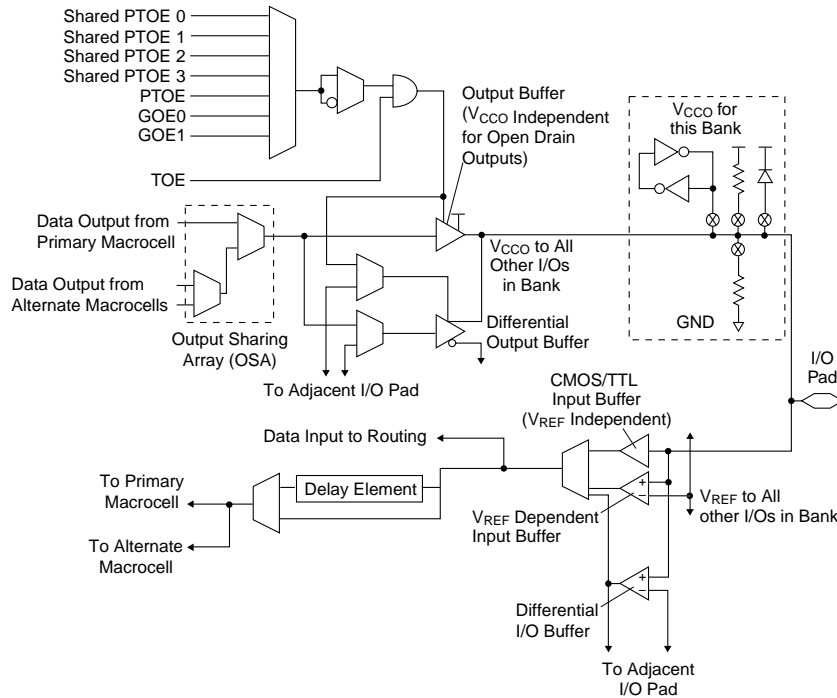 Shared PTOE 0
Shared PTOE 1
Shared PTOE 2
Shared PTOE 3
PTOE
GOE0
GOE1
TOE
Output Buffer
(VCCO Independent
for Open Drain
Outputs)
VCCO for
this Bank
Data Output from
Primary Macrocell
Data Output from
Alternate Macrocells
Output Sharing
Array (OSA)
VCCO to All
Other I/Os
in Bank
Differential
Output Buffer
To Adjacent I/O Pad
GND
I/O
Pad
CMOS/TTL
Input Buffer
(VREF Independent)
Data Input to Routing
To Primary
Macrocell
Delay Element
To Alternate
Macrocell
+
–
VREF Dependent
Input Buffer
VREF to All
other I/Os in Bank
+
–
Differential
I/O Buffer
To Adjacent
I/O Pad